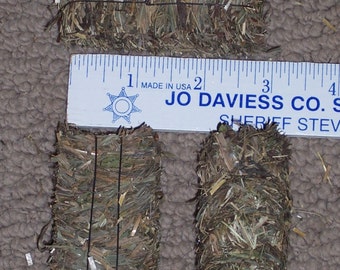 1 2 3 4
MADE IN USA
JO DAVIESS CO. S
SHERIFF STEV